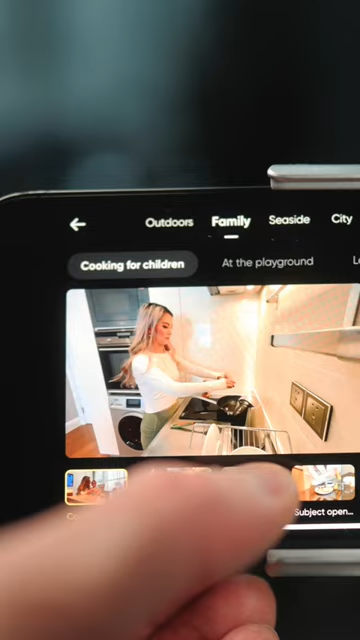 Outdoors Family Seaside City
Cooking for children At the playground
Subject open...